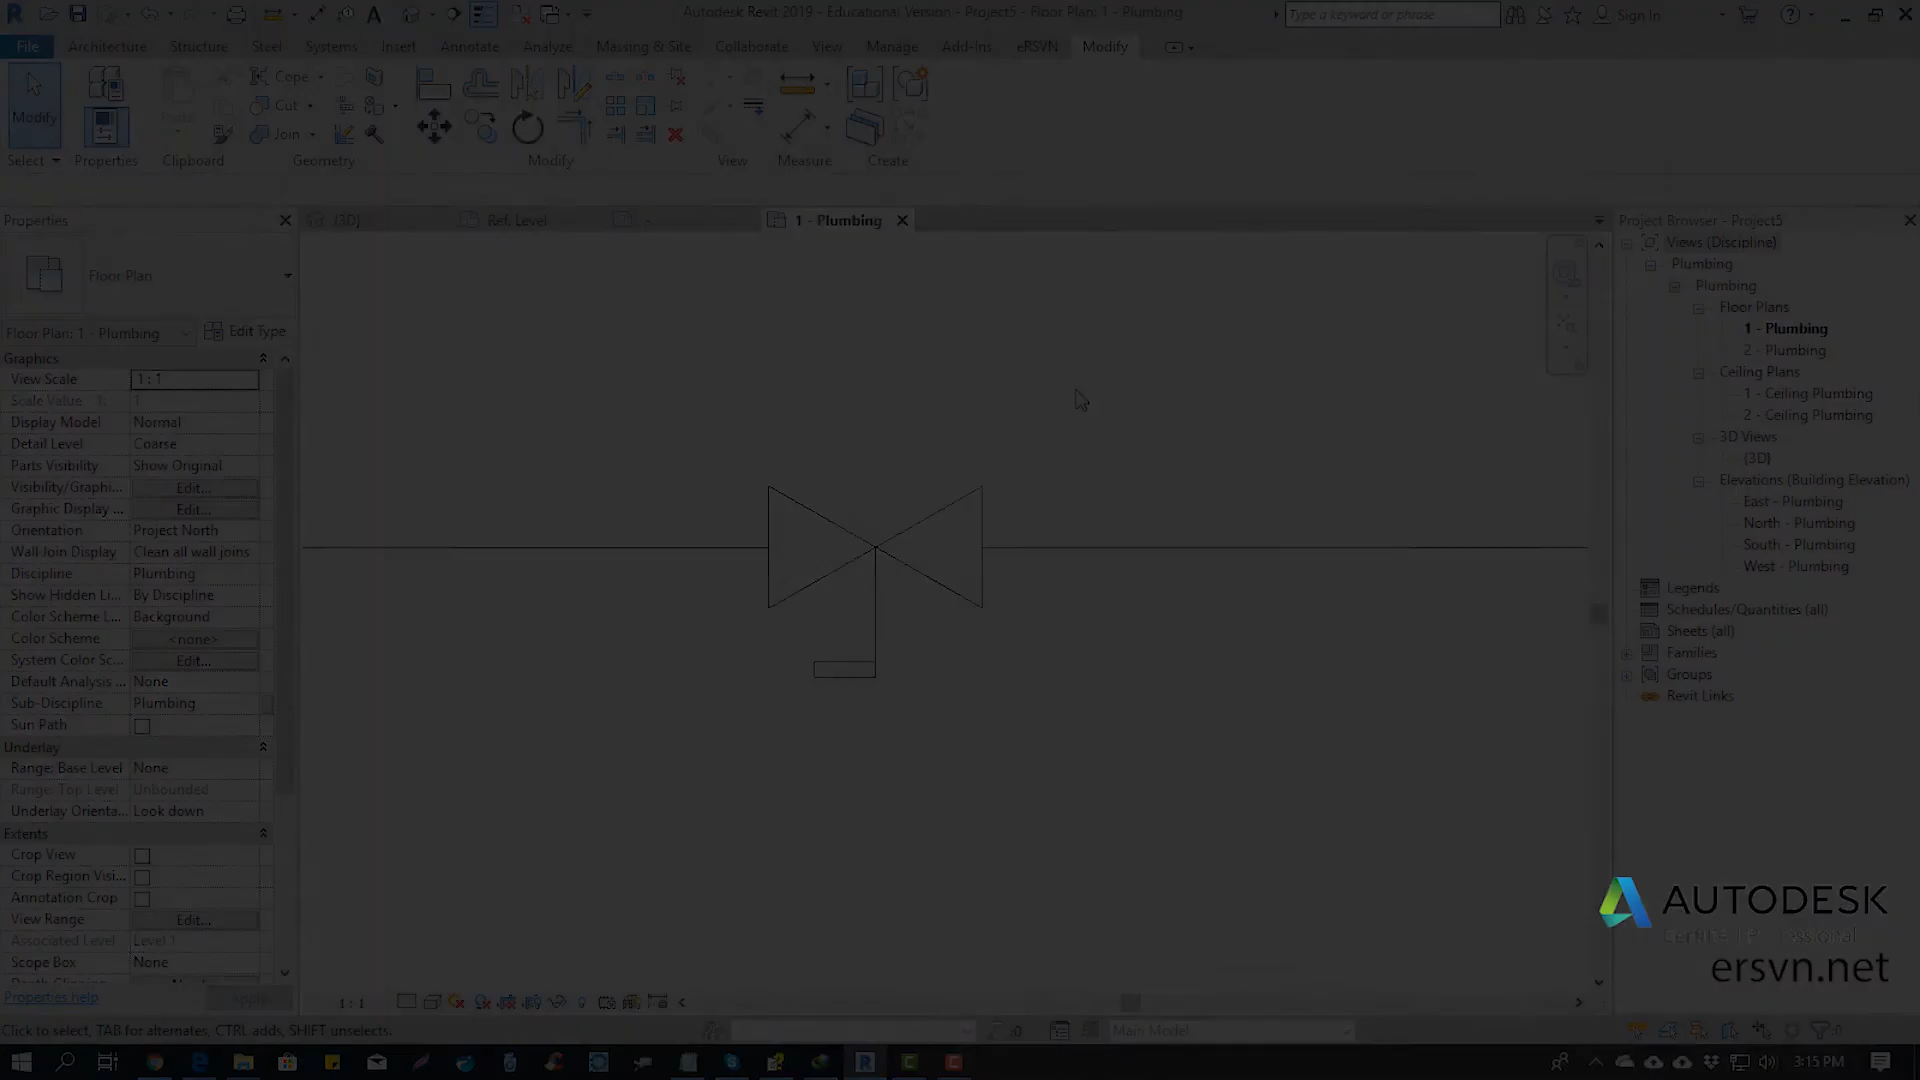 Autodesk Revit 2019 - Educational Version - Project5 - Floor Plan: 1 - Plumbing
Type a keyword or phrase
Sign In
File Architecture Structure Steel Systems Insert Annotate Analyze Massing & Site Collaborate View Manage Add-Ins eRSVN Modify
Modify
Cope
Cut
Join
Select Properties Clipboard Geometry Modify View Measure Create
Properties
{3D}
Ref. Level
-
1 - Plumbing
Project Browser - Project5
Floor Plan
Floor Plan: 1 - Plumbing
Edit Type
Graphics
View Scale 1 : 1
Scale Value 1: 1
Display Model Normal
Detail Level Coarse
Parts Visibility Show Original
Visibility/Graphi... Edit...
Graphic Display ... Edit...
Orientation Project North
Wall Join Display Clean all wall joins
Discipline Plumbing
Show Hidden Li... By Discipline
Color Scheme L... Background
Color Scheme <none>
System Color Sc... Edit...
Default Analysis ... None
Sub-Discipline Plumbing
Sun Path
Underlay
Range: Base Level None
Range: Top Level Unbounded
Underlay Orienta... Look down
Extents
Crop View
Crop Region Visi...
Annotation Crop
View Range Edit...
Associated Level Level 1
Scope Box None
Properties help
Apply
Views (Discipline)
Plumbing
Plumbing
Floor Plans
1 - Plumbing
2 - Plumbing
Ceiling Plans
1 - Ceiling Plumbing
2 - Ceiling Plumbing
3D Views
{3D}
Elevations (Building Elevation)
East - Plumbing
North - Plumbing
South - Plumbing
West - Plumbing
Legends
Schedules/Quantities (all)
Sheets (all)
Families
Groups
Revit Links
AUTODESK
Certified Professional
ersvn.net
1 : 1
Click to select, TAB for alternates, CTRL adds, SHIFT unselects.
:0
Main Model
:0
3:15 PM